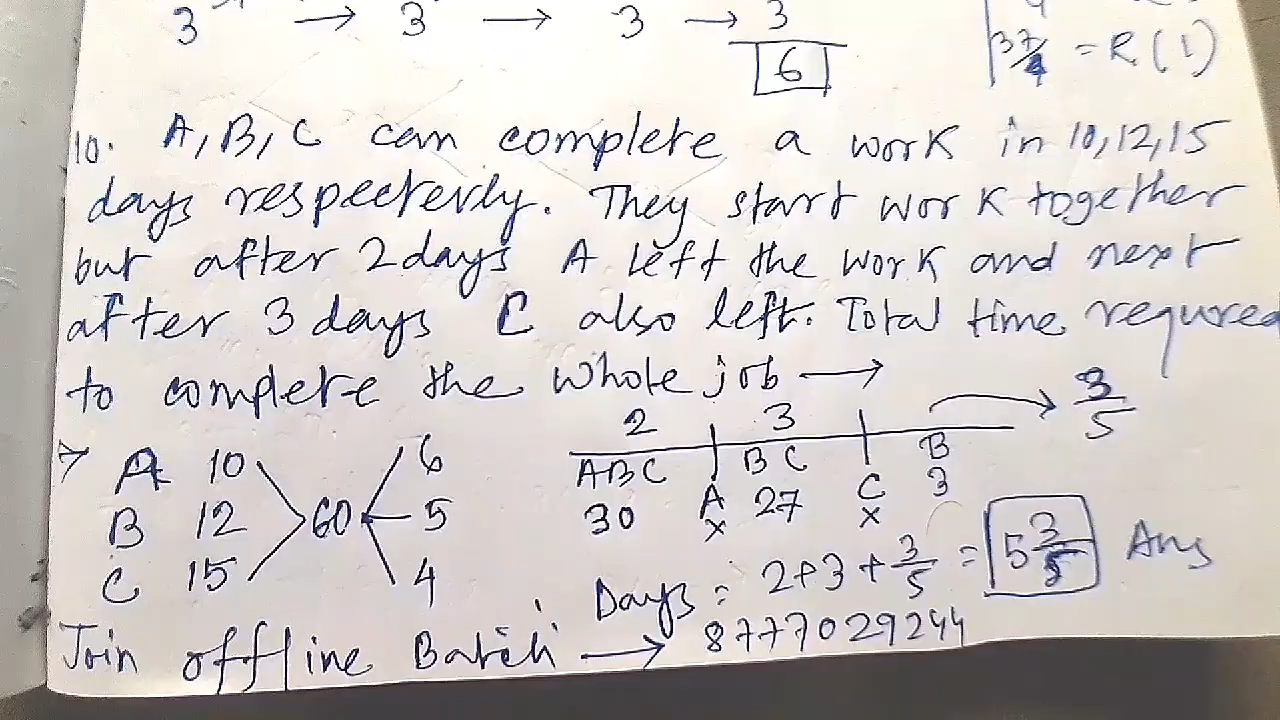 3 → 3 → 3 → 3
6
37/4 = R (1)
10. A, B, C can complete a work in 10, 12, 15
days respecterly. They start work together
but after 2 days A left the work and next
after 3 days C also left. Total time requred
to complete the whole job →
2 3 → 3/5
ABC BC B
A 10 6
B 12 60 5
C 15 4
30 A 27 C 3
x x
Days = 2+3+3/5 = 5 3/5 Ans
Join offline Batch → 8777029244